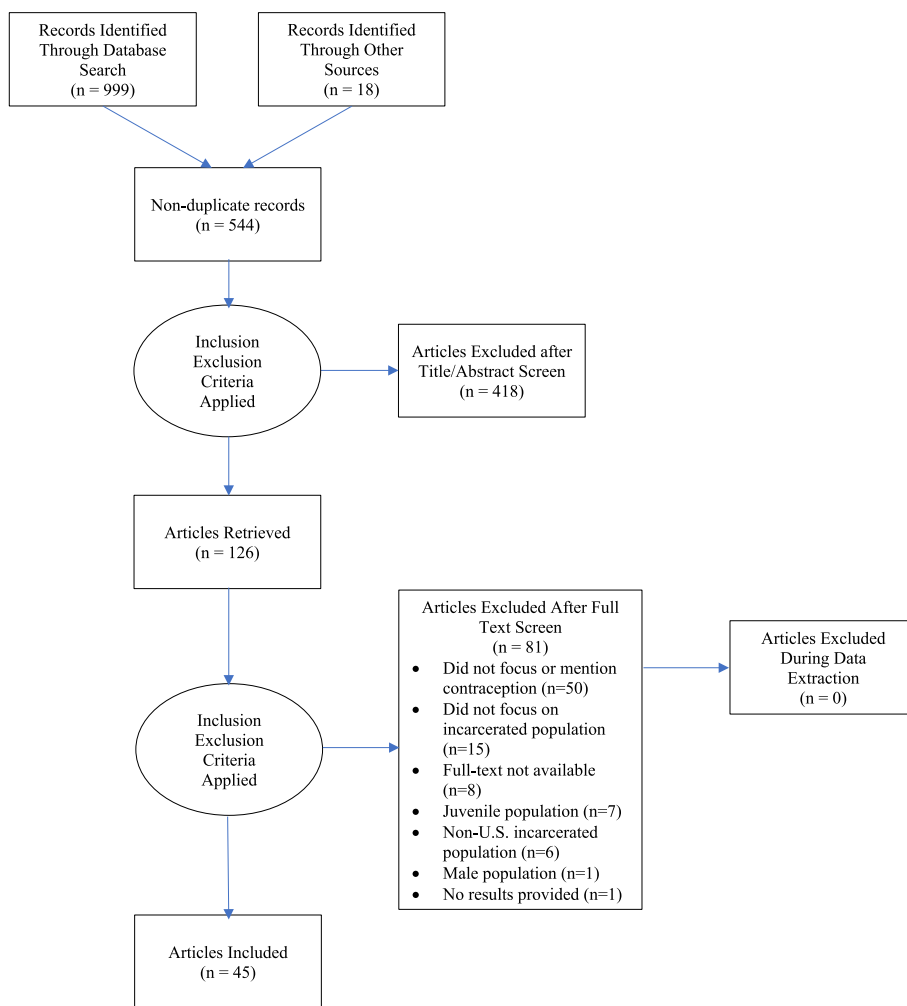 Records Identified
Through Database
Search
(n = 999)
Records Identified
Through Other
Sources
(n = 18)
Non-duplicate records
(n = 544)
Inclusion
Exclusion
Criteria
Applied
Articles Excluded after
Title/Abstract Screen
(n = 418)
Articles Retrieved
(n = 126)
Inclusion
Exclusion
Criteria
Applied
Articles Excluded After Full
Text Screen
(n = 81)
• Did not focus or mention
contraception (n=50)
• Did not focus on
incarcerated population
(n=15)
• Full-text not available
(n=8)
• Juvenile population (n=7)
• Non-U.S. incarcerated
population (n=6)
• Male population (n=1)
• No results provided (n=1)
Articles Excluded
During Data
Extraction
(n = 0)
Articles Included
(n = 45)